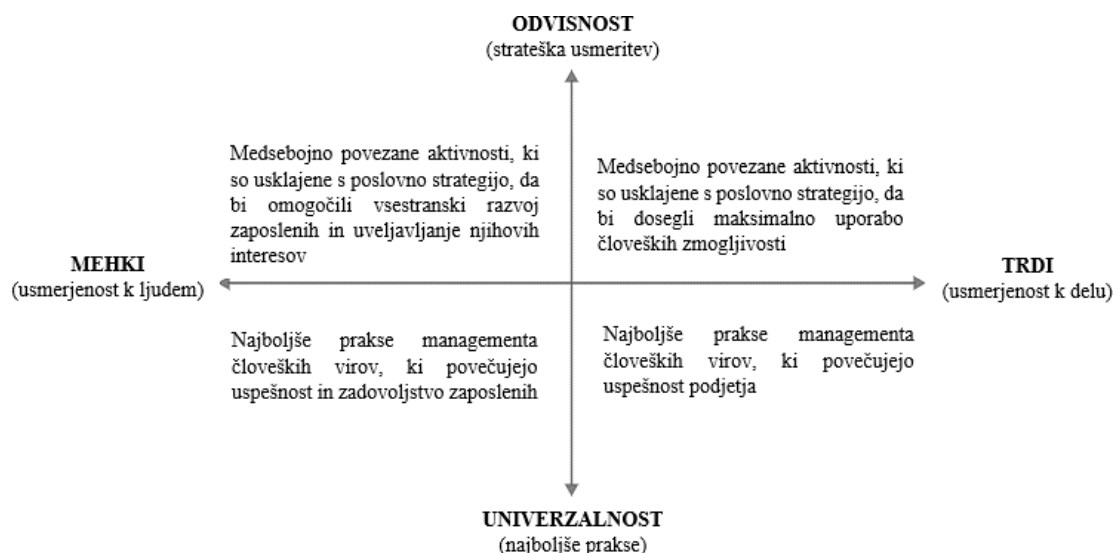 ODVISNOST
(strateška usmeritev)
Medsebojno povezane aktivnosti, ki
so usklajene s poslovno strategijo, da
bi omogočili vsestranski razvoj
zaposlenih in uveljavljanje njihovih
interesov
Medsebojno povezane aktivnosti, ki
so usklajene s poslovno strategijo, da
bi dosegli maksimalno uporabo
človeških zmogljivosti
MEHKI
(usmerjenost k ljudem)
TRDI
(usmerjenost k delu)
Najboljše prakse managementa
človeških virov, ki povečujejo
uspešnost in zadovoljstvo zaposlenih
Najboljše prakse managementa
človeških virov, ki povečujejo
uspešnost podjetja
UNIVERZALNOST
(najboljše prakse)